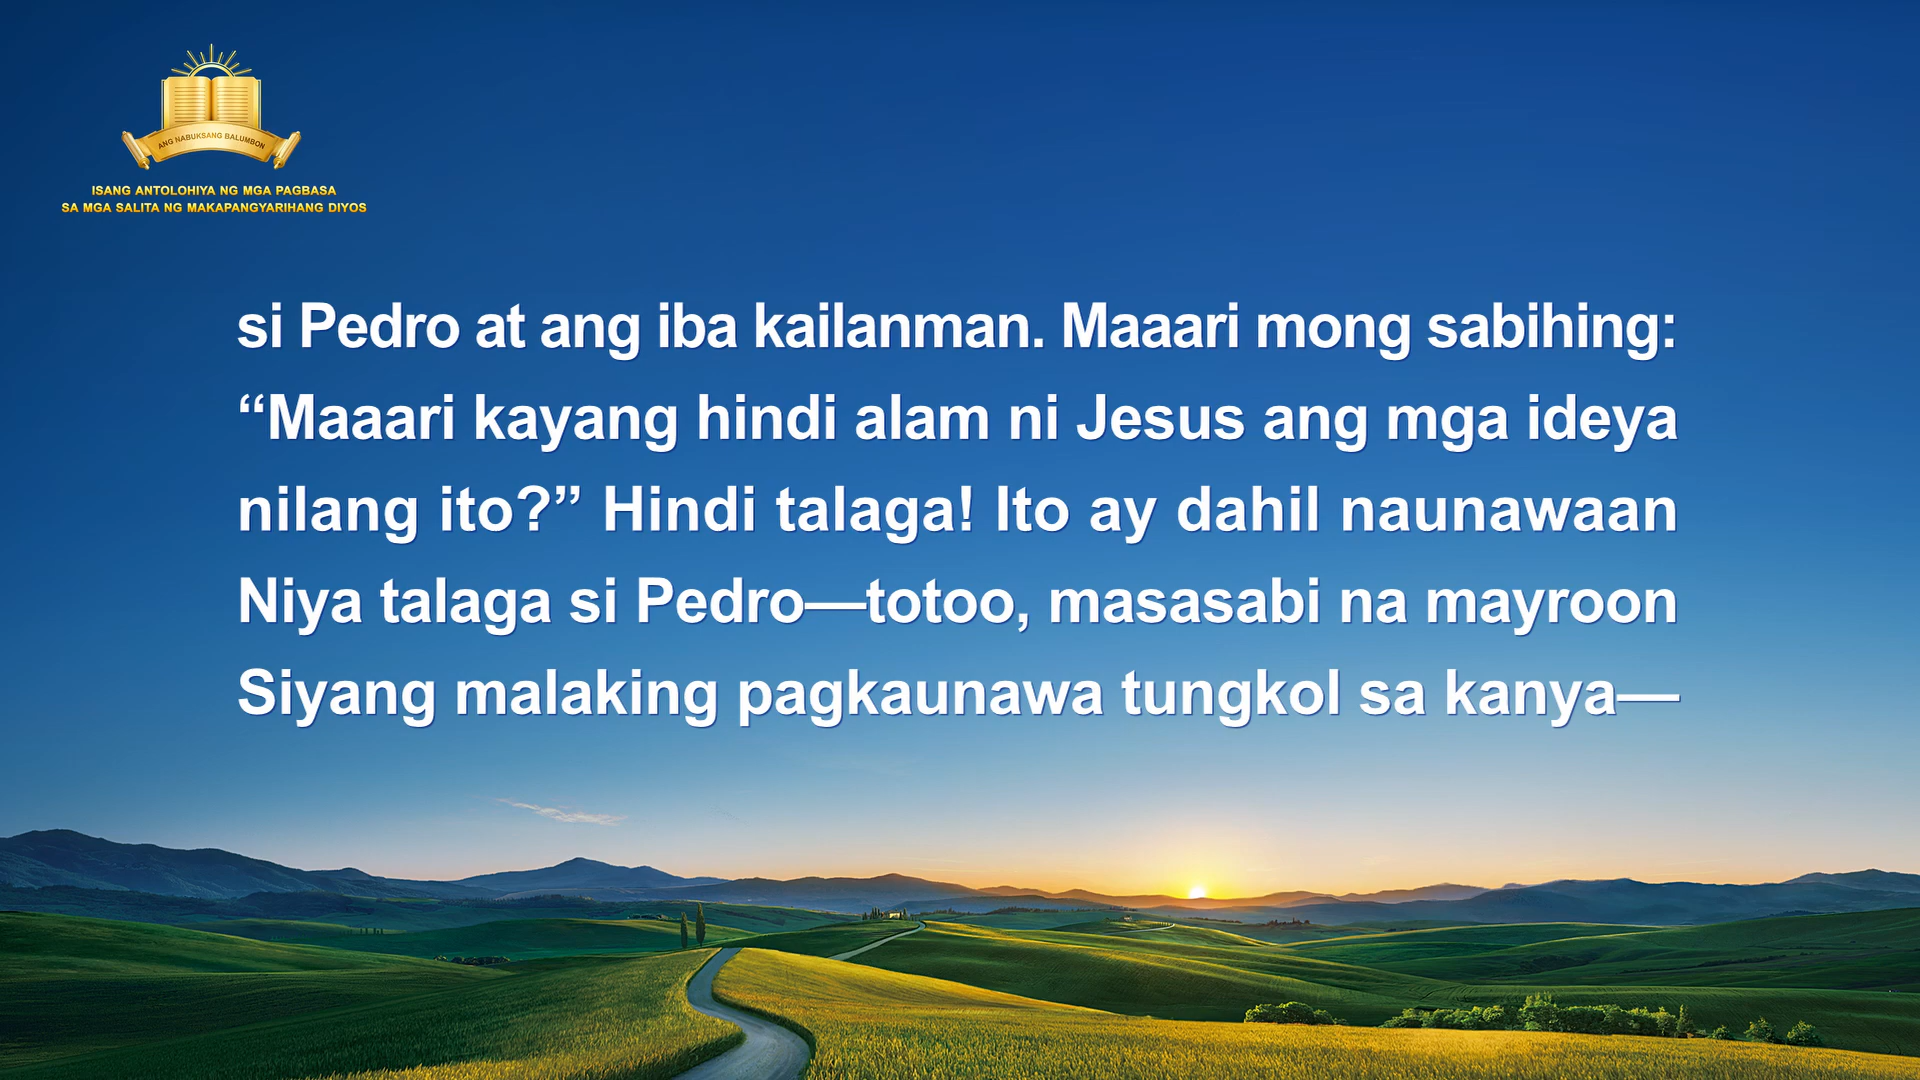 ANG NABUKSANG BALUMBON
ISANG ANTOLOHIYA NG MGA PAGBASA
SA MGA SALITA NG MAKAPANGYARIHANG DIYOS
si Pedro at ang iba kailanman. Maaari mong sabihing:
“Maaari kayang hindi alam ni Jesus ang mga ideya
nilang ito?” Hindi talaga! Ito ay dahil naunawaan
Niya talaga si Pedro—totoo, masasabi na mayroon
Siyang malaking pagkaunawa tungkol sa kanya—